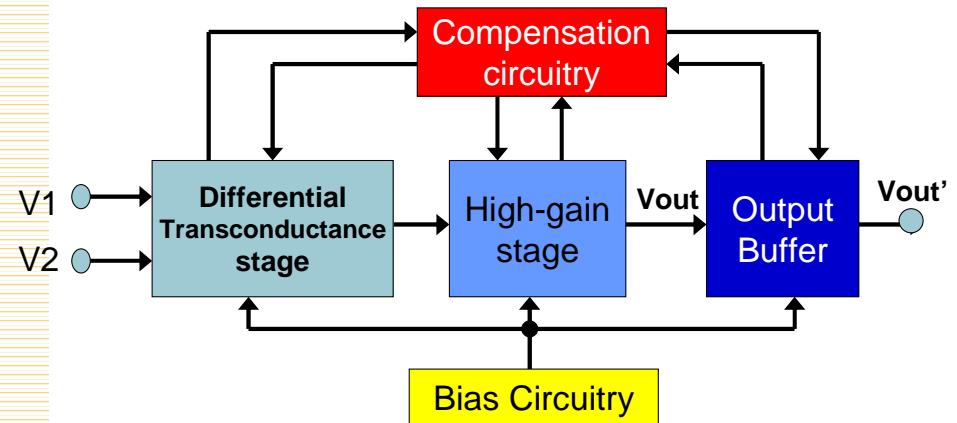 Compensation
circuitry
V1
V2
Differential
Transconductance
stage
High-gain
stage
Vout
Output
Buffer
Vout’
Bias Circuitry